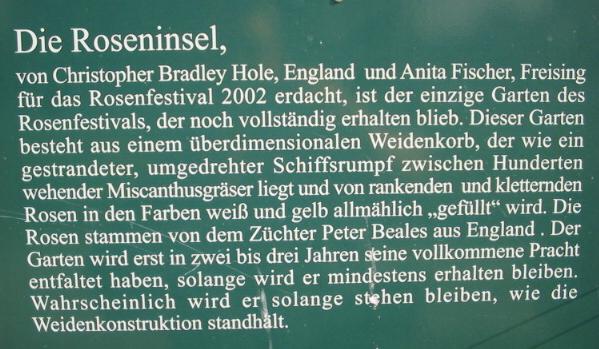 Die Roseninsel,
von Christopher Bradley Hole, England und Anita Fischer, Freising
für das Rosenfestival 2002 erdacht, ist der einzige Garten des
Rosenfestivals, der noch vollständig erhalten blieb. Dieser Garten
besteht aus einem überdimensionalen Weidenkorb, der wie ein
gestrandeter, umgedrehter Schiffsrumpf zwischen Hunderten
wehender Miscanthusgräser liegt und von rankenden und kletternden
Rosen in den Farben weiß und gelb allmählich „gefüllt“ wird. Die
Rosen stammen von dem Züchter Peter Beales aus England . Der
Garten wird erst in zwei bis drei Jahren seine vollkommene Pracht
entfaltet haben, solange wird er mindestens erhalten bleiben.
Wahrscheinlich wird er solange stehen bleiben, wie die
Weidenkonstruktion standhält.